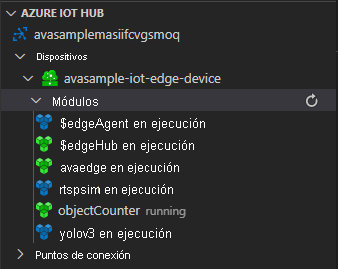 AZURE IOT HUB
avasamplemasiifcvgsmoq
Dispositivos
avasample-iot-edge-device
Módulos
$edgeAgent en ejecución
$edgeHub en ejecución
avaedge en ejecución
rtspsim en ejecución
objectCounter running
yolov3 en ejecución
Puntos de conexión